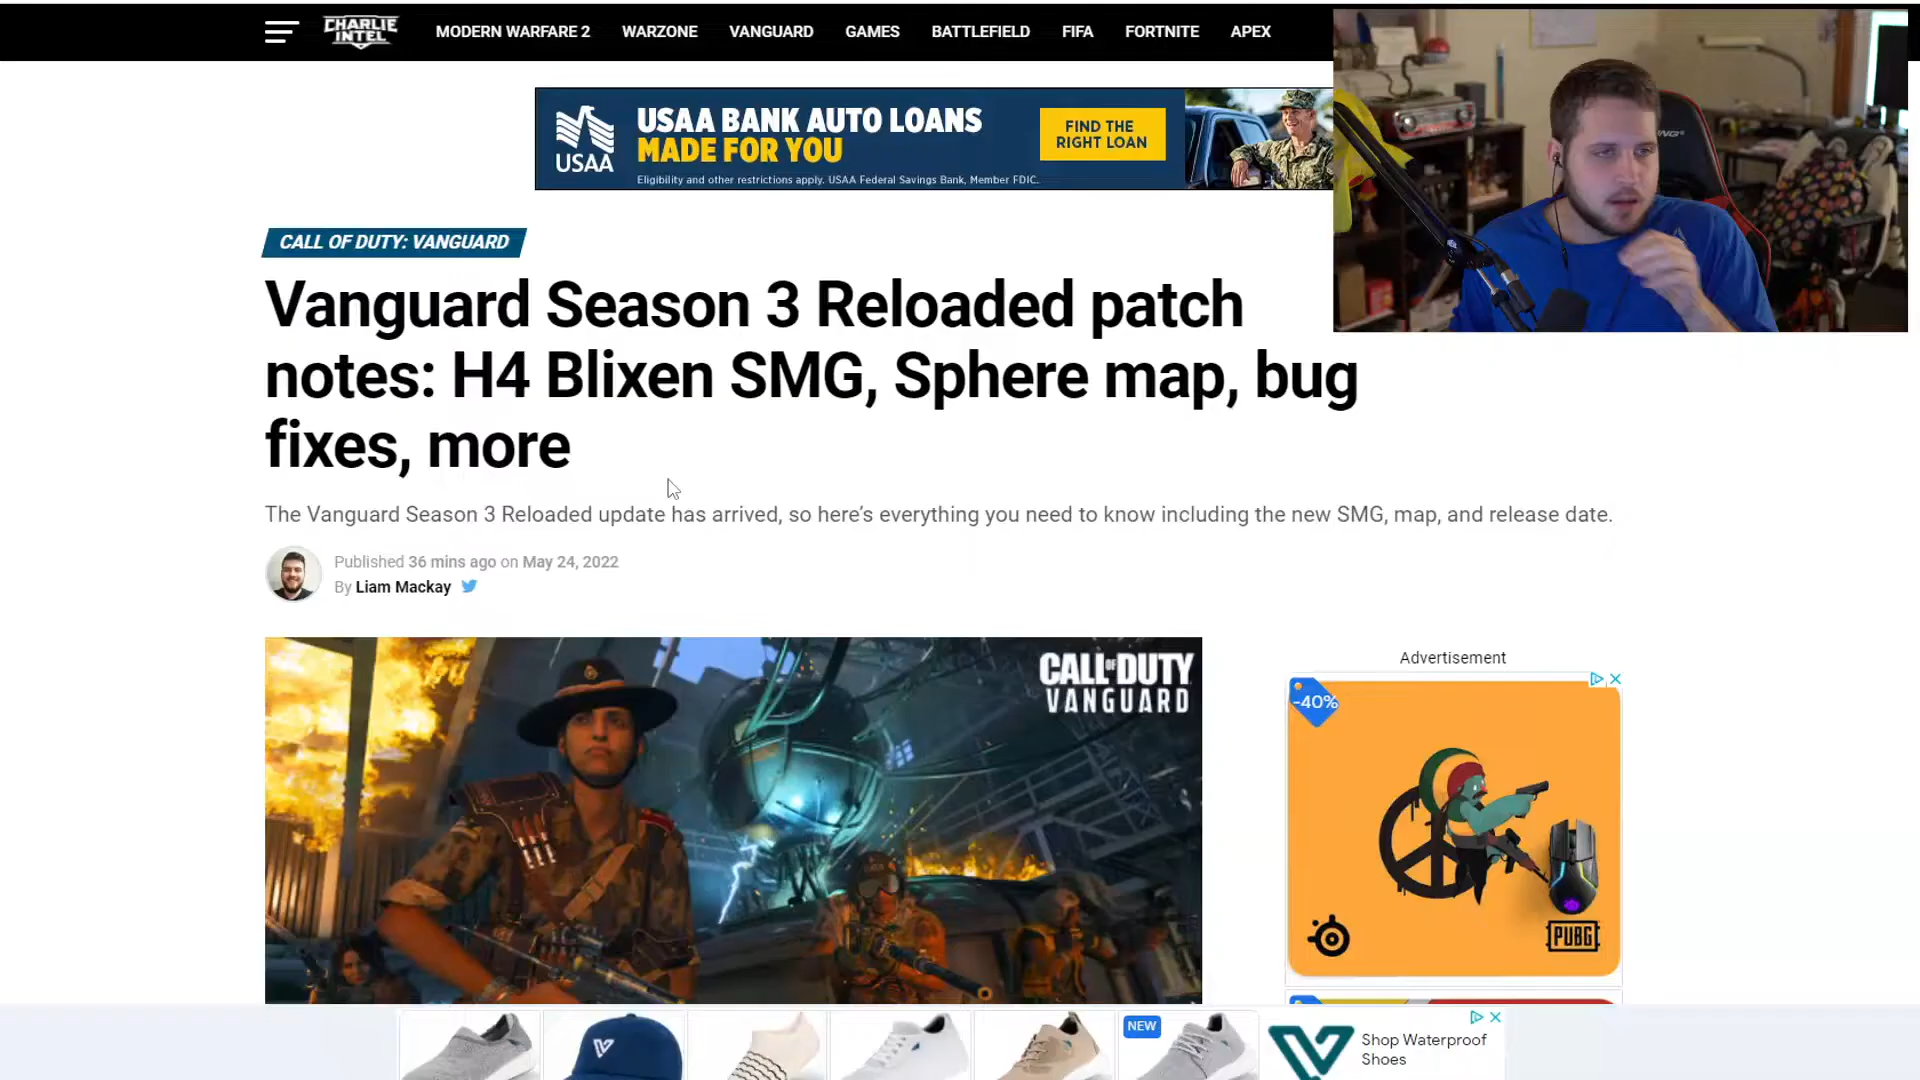 CHARLIE INTEL
MODERN WARFARE 2 WARZONE VANGUARD GAMES BATTLEFIELD FIFA FORTNITE APEX
USAA
USAA BANK AUTO LOANS
MADE FOR YOU
Eligibility and other restrictions apply. USAA Federal Savings Bank, Member FDIC.
FIND THE
RIGHT LOAN
CALL OF DUTY: VANGUARD
Vanguard Season 3 Reloaded patch
notes: H4 Blixen SMG, Sphere map, bug
fixes, more
The Vanguard Season 3 Reloaded update has arrived, so here's everything you need to know including the new SMG, map, and release date.
Published 36 mins ago on May 24, 2022
By Liam Mackay
CALL OF DUTY
VANGUARD
Advertisement
-40%
PUBG
NEW
Shop Waterproof
Shoes